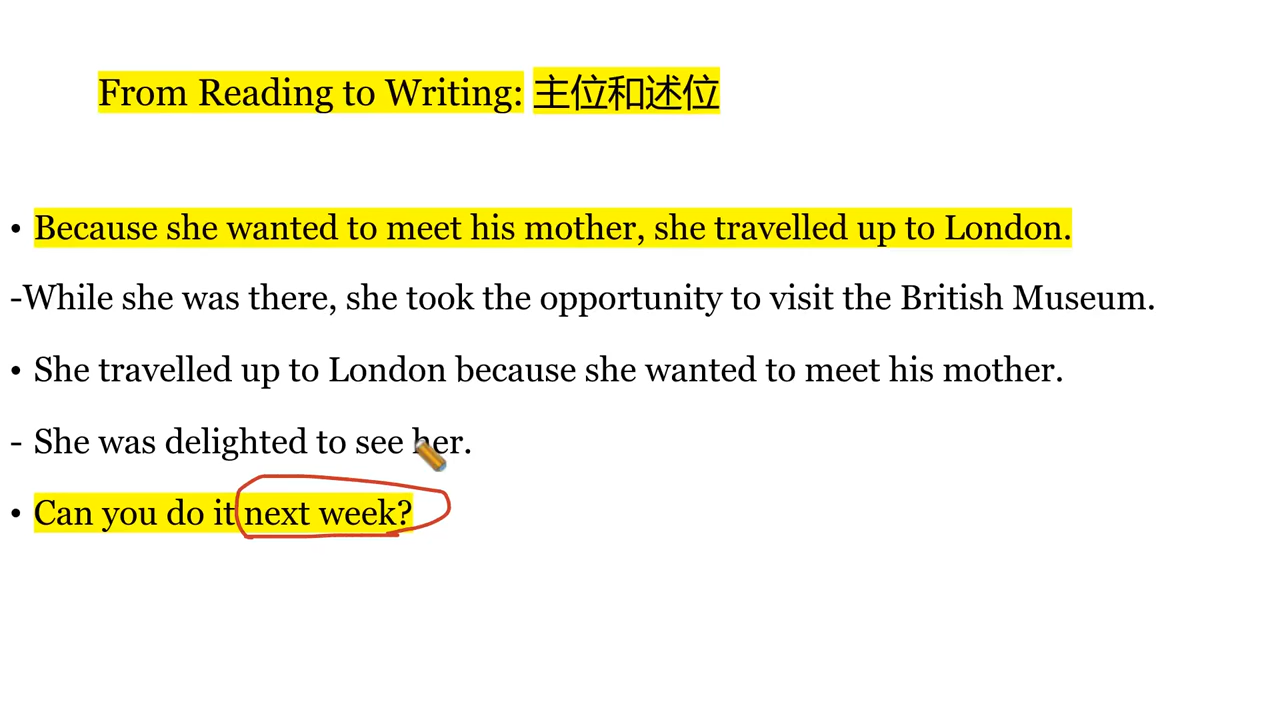 From Reading to Writing: 主位和述位
• Because she wanted to meet his mother, she travelled up to London.
-While she was there, she took the opportunity to visit the British Museum.
• She travelled up to London because she wanted to meet his mother.
- She was delighted to see her.
• Can you do it next week?